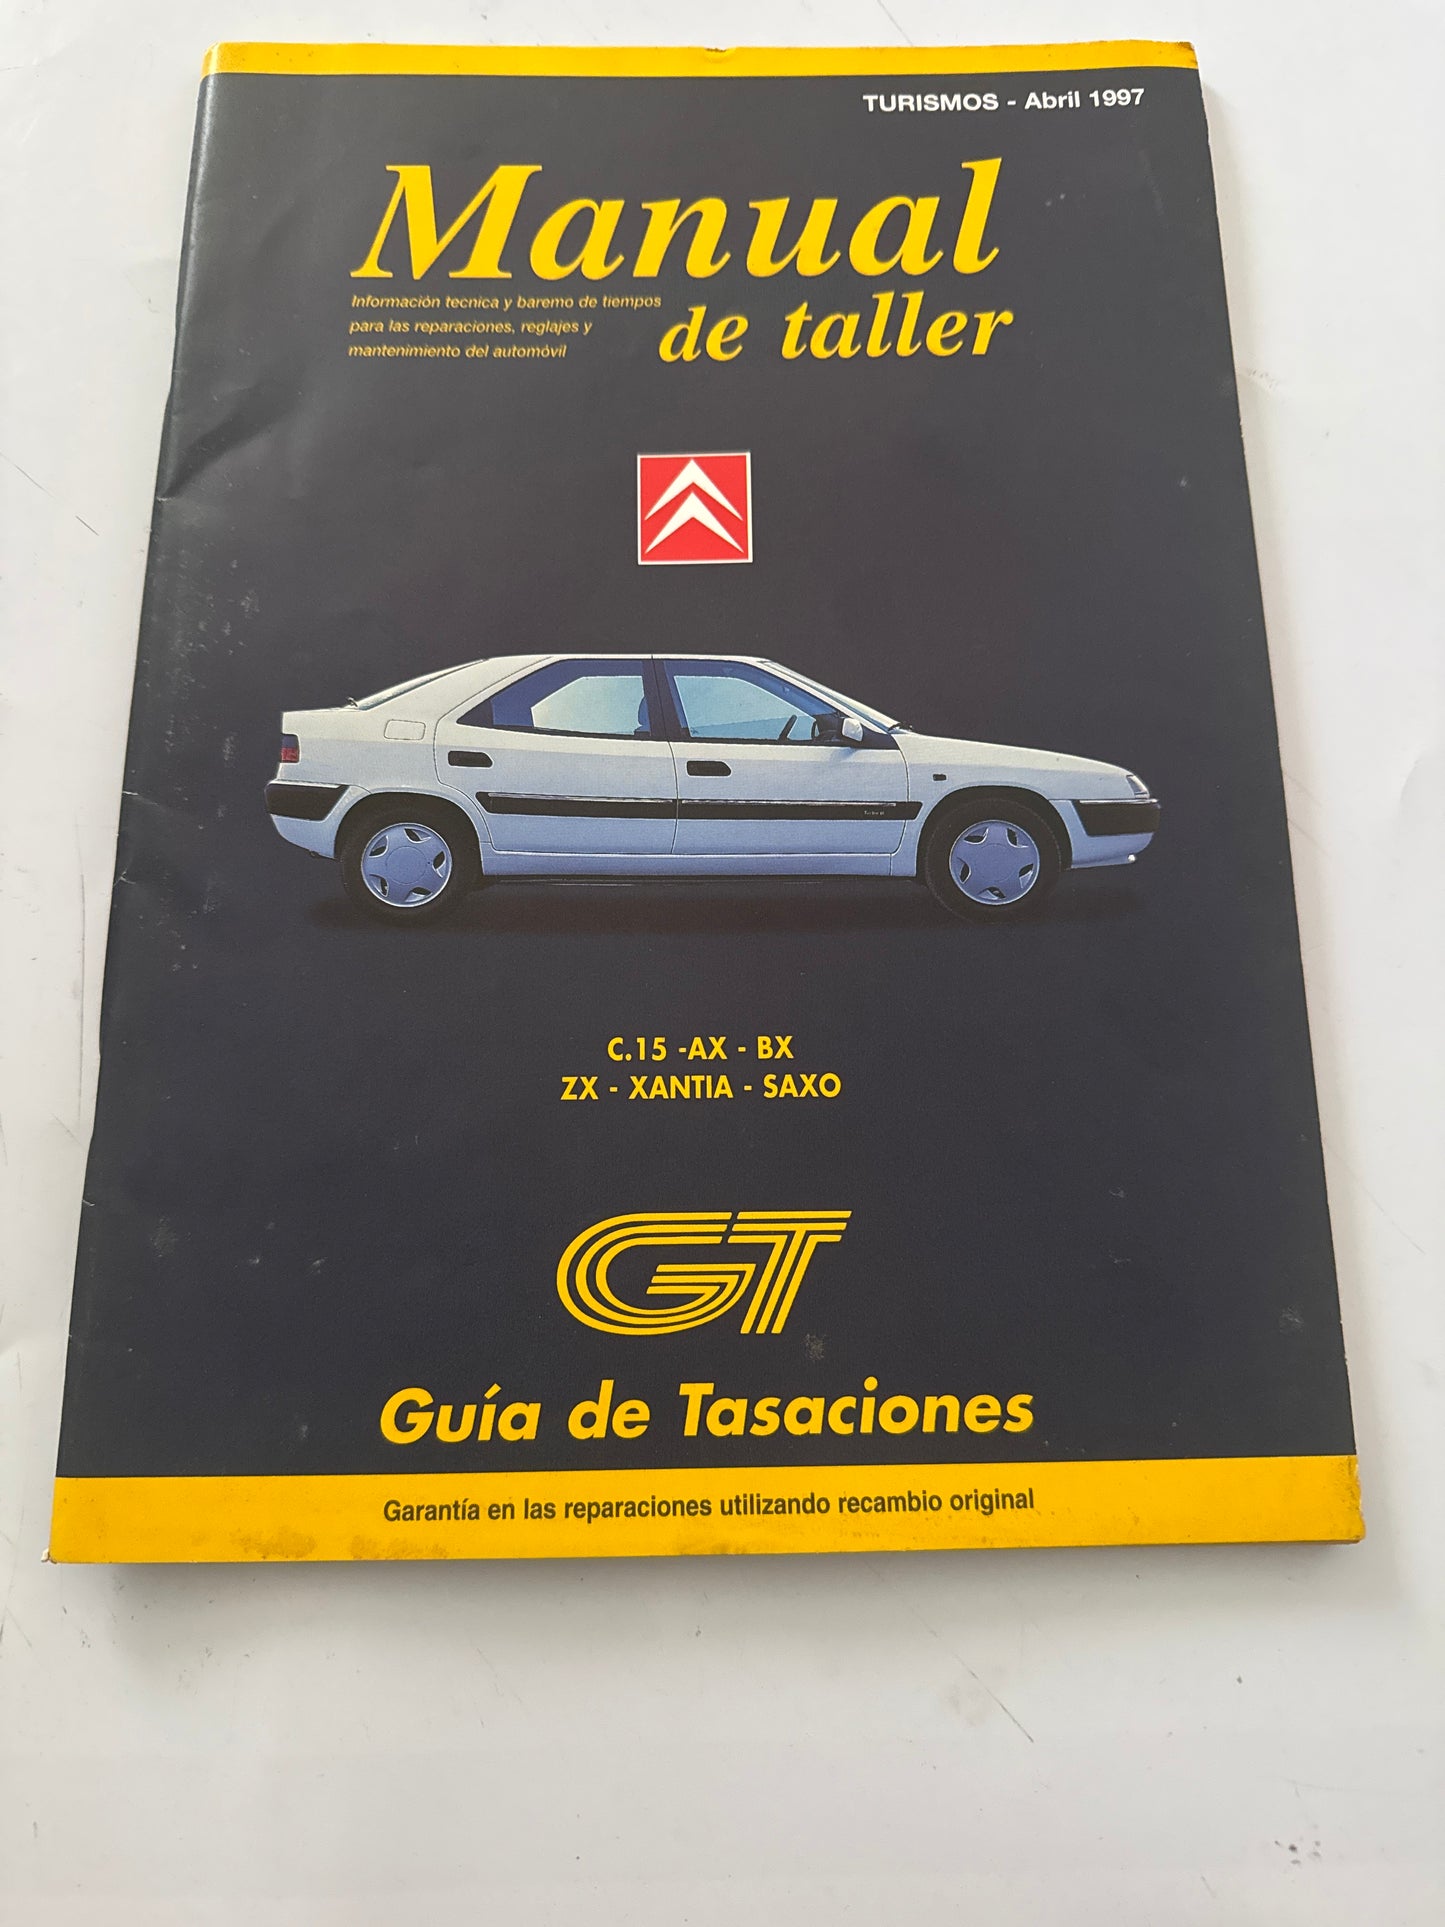 TURISMOS - Abril 1997
Manual
de taller
Información tecnica y baremo de tiempos
para las reparaciones, reglajes y
mantenimiento del automóvil
C.15 -AX - BX
ZX - XANTIA - SAXO
GT
Guía de Tasaciones
Garantía en las reparaciones utilizando recambio original